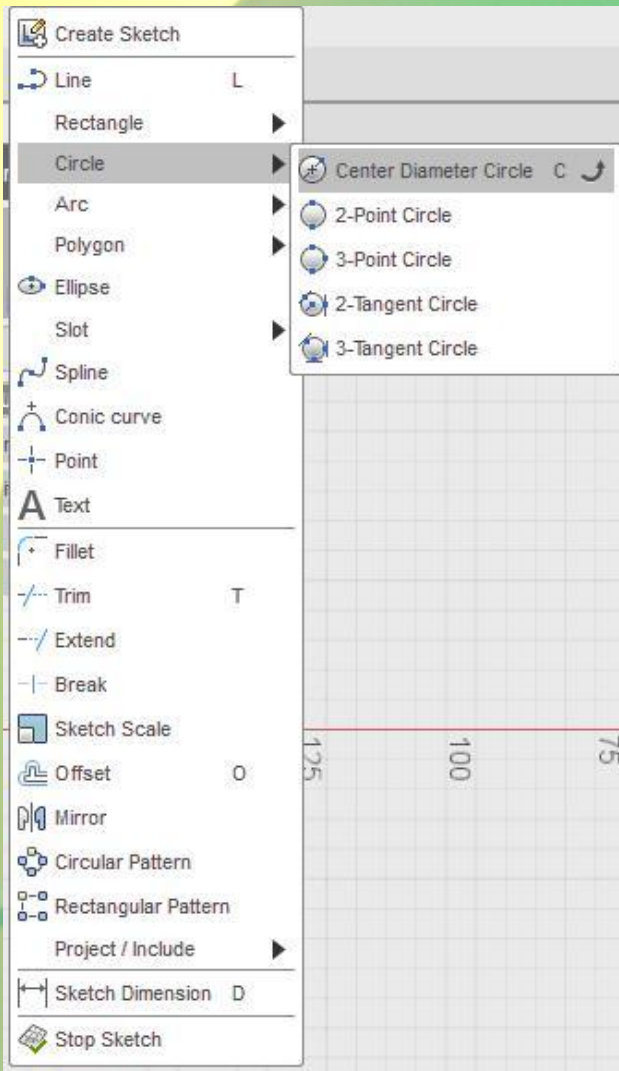 Create Sketch
Line L
Rectangle
Circle
Center Diameter Circle C
2-Point Circle
3-Point Circle
2-Tangent Circle
3-Tangent Circle
Arc
Polygon
Ellipse
Slot
Spline
Conic curve
Point
A Text
Fillet
Trim T
Extend
Break
Sketch Scale
Offset O
Mirror
Circular Pattern
Rectangular Pattern
Project / Include
Sketch Dimension D
Stop Sketch
125
100
75